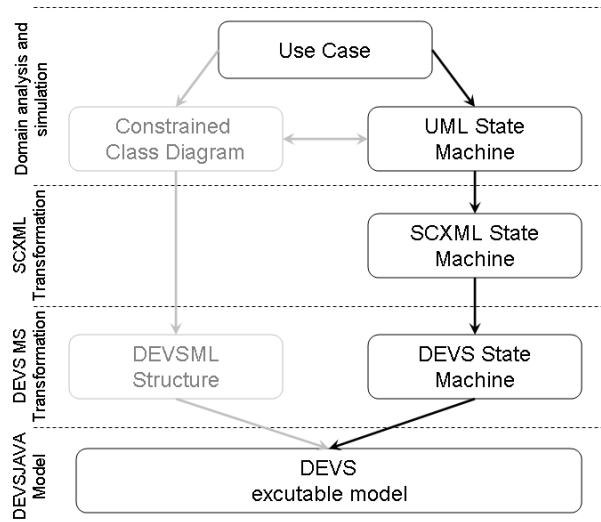 Domain analysis and
simulation
Use Case
Constrained
Class Diagram
UML State
Machine
SCXML
Transformation
SCXML State
Machine
DEVS MS
Transformation
DEVSML
Structure
DEVS State
Machine
DEVSJAVA
Model
DEVS
excutable model